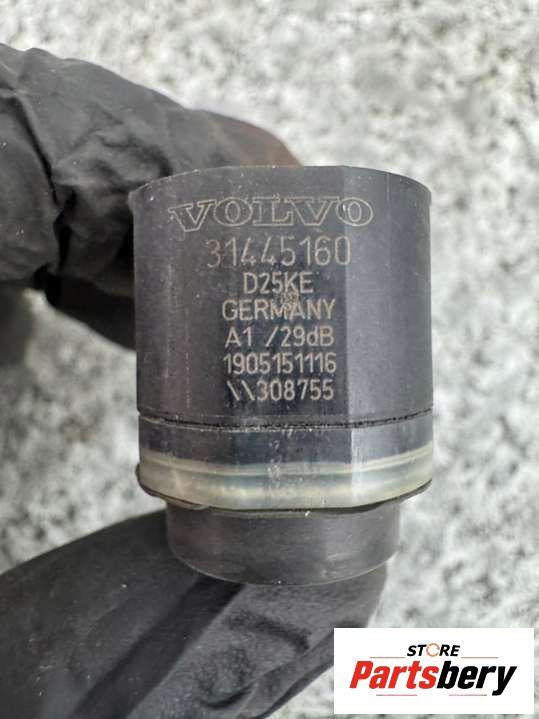 VOLVO
31445160
D25KE
GERMANY
A1 /29dB
1905151116
\\308755
STORE
Partsbery